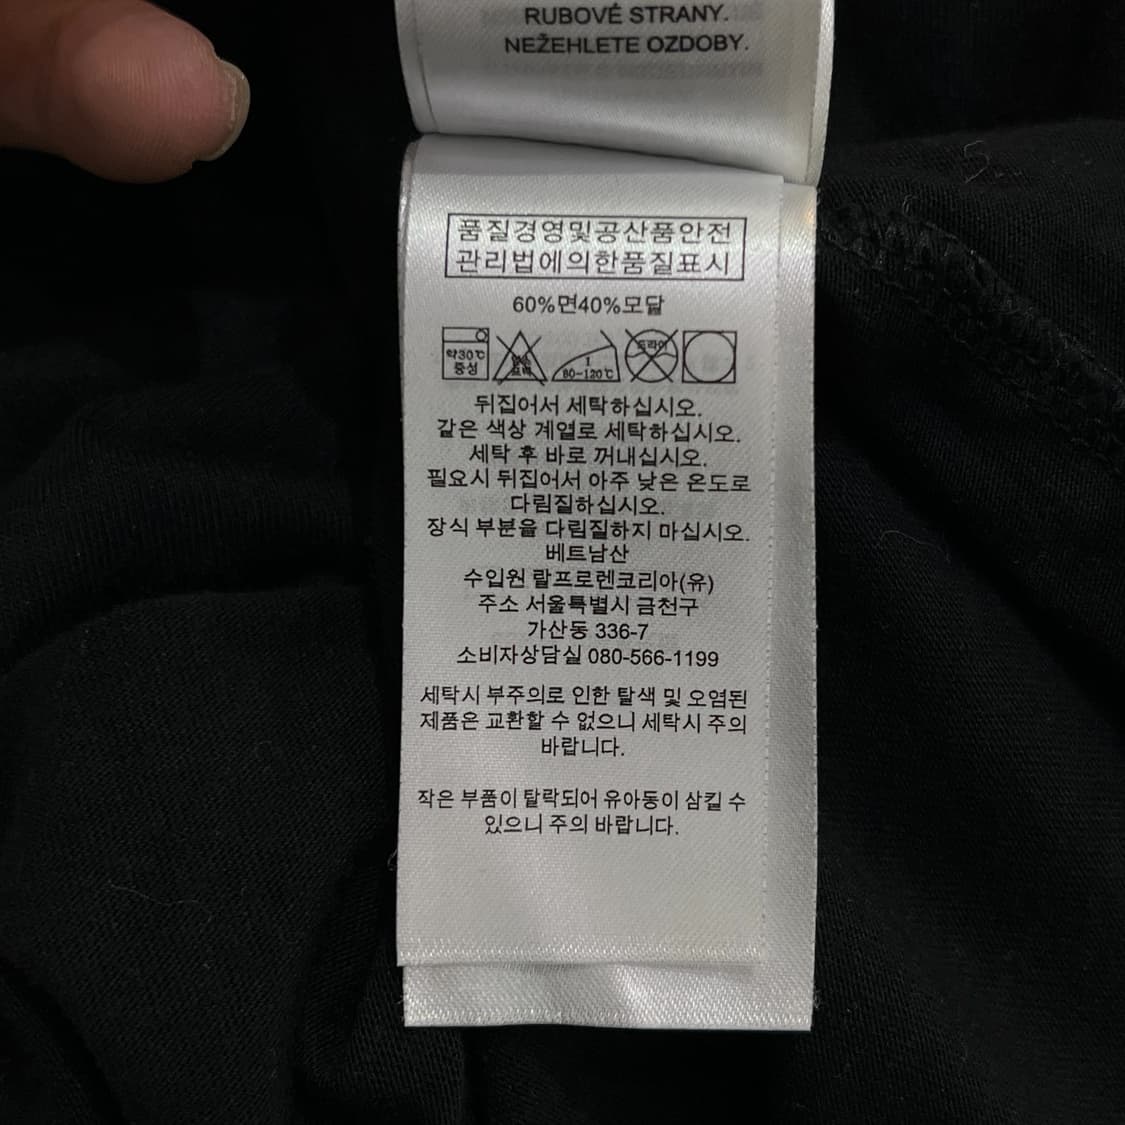 RUBOVÉ STRANY.
NEŽEHLETE OZDOBY.
품질경영및공산품안전
관리법에의한품질표시
60%면40%모달
약30℃
중성
1
80-120℃
드라이
뒤집어서 세탁하십시오.
같은 색상 계열로 세탁하십시오.
세탁 후 바로 꺼내십시오.
필요시 뒤집어서 아주 낮은 온도로
다림질하십시오.
장식 부분을 다림질하지 마십시오.
베트남산
수입원 랄프로렌코리아(유)
주소 서울특별시 금천구
가산동 336-7
소비자상담실 080-566-1199
세탁시 부주의로 인한 탈색 및 오염된
제품은 교환할 수 없으니 세탁시 주의
바랍니다.
작은 부품이 탈락되어 유아동이 삼킬 수
있으니 주의 바랍니다.